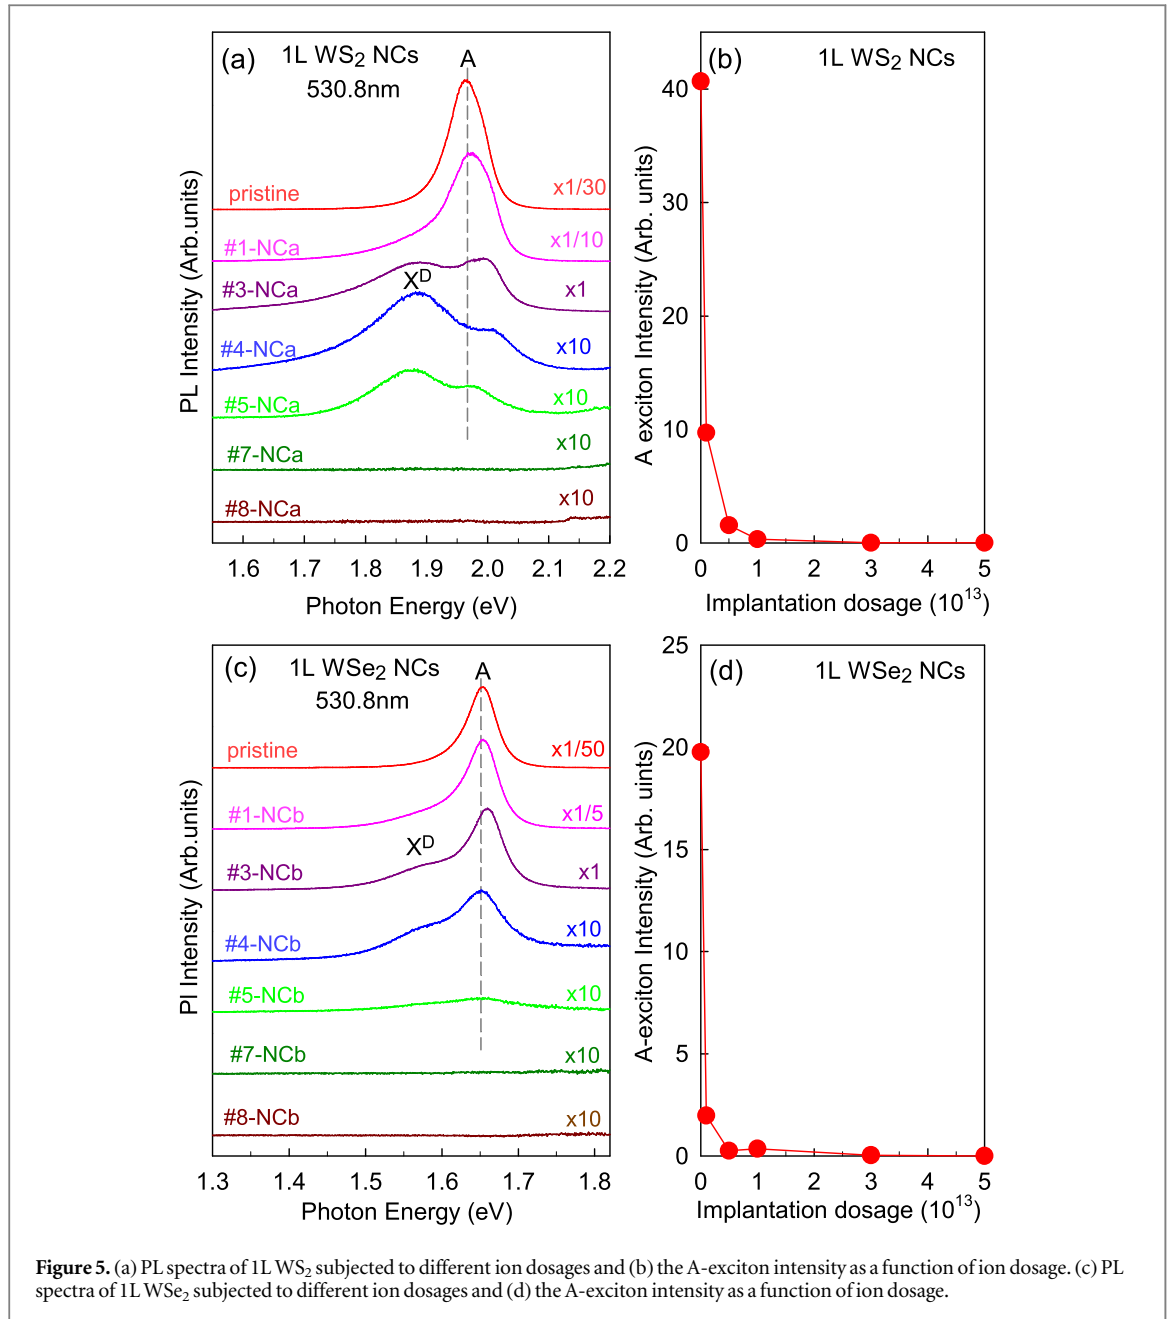 (a)
1L WS2 NCs
530.8nm
A
pristine
x1/30
#1-NCa
x1/10
#3-NCa
XD
x1
#4-NCa
x10
#5-NCa
x10
#7-NCa
x10
#8-NCa
x10
PL Intensity (Arb.units)
1.6 1.7 1.8 1.9 2.0 2.1 2.2
Photon Energy (eV)
(b)
1L WS2 NCs
A exciton Intensity (Arb. units)
40
30
20
10
0
0 1 2 3 4 5
Implantation dosage (10^13)
(c)
1L WSe2 NCs
530.8nm
A
pristine
x1/50
#1-NCb
x1/5
XD
#3-NCb
x1
#4-NCb
x10
#5-NCb
x10
#7-NCb
x10
#8-NCb
x10
Pl Intensity (Arb.units)
1.3 1.4 1.5 1.6 1.7 1.8
Photon Energy (eV)
(d)
1L WSe2 NCs
A-exciton Intensity (Arb. uints)
25
20
15
10
5
0
0 1 2 3 4 5
Implantation dosage (10^13)
Figure 5. (a) PL spectra of 1L WS2 subjected to different ion dosages and (b) the A-exciton intensity as a function of ion dosage. (c) PL
spectra of 1L WSe2 subjected to different ion dosages and (d) the A-exciton intensity as a function of ion dosage.